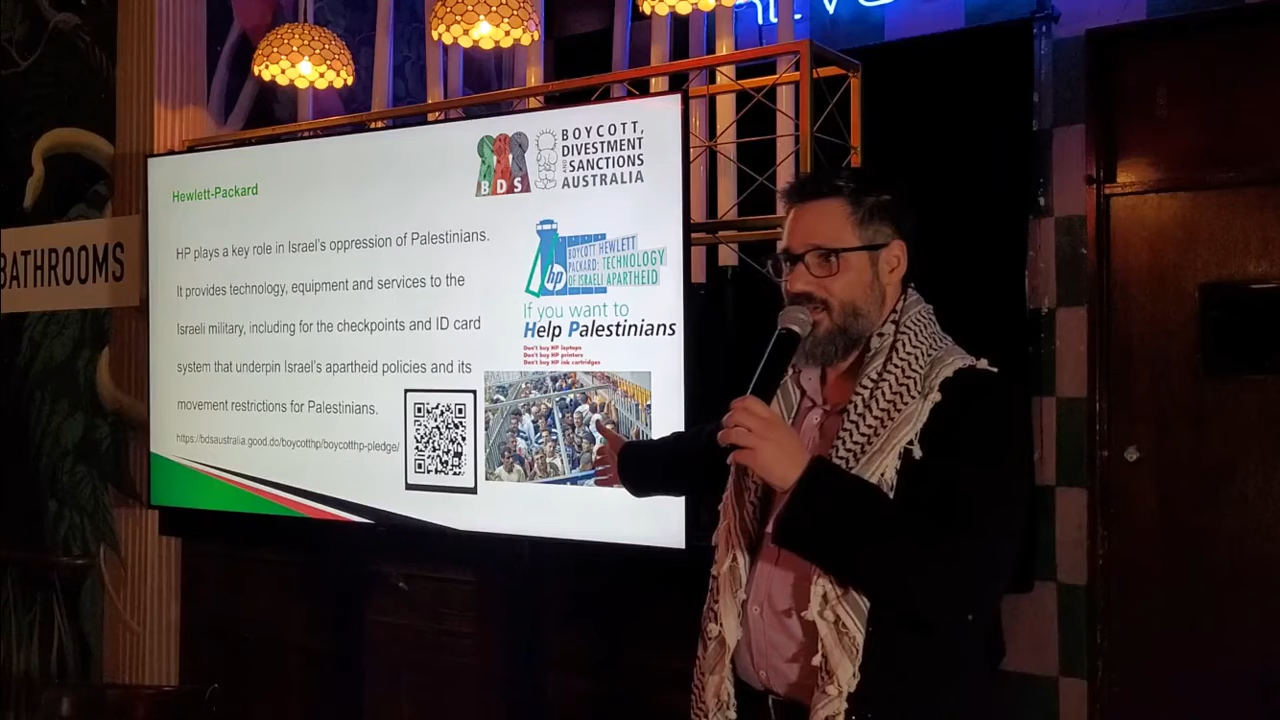 BATHROOMS
Hewlett-Packard
HP plays a key role in Israel's oppression of Palestinians.
It provides technology, equipment and services to the
Israeli military, including for the checkpoints and ID card
system that underpin Israel's apartheid policies and its
movement restrictions for Palestinians.
https://bdsaustralia.good.do/boycotthp/boycotthp-pledge/
BDS
BOYCOTT,
DIVESTMENT
AND SANCTIONS
AUSTRALIA
hp
BOYCOTT HEWLETT
PACKARD: TECHNOLOGY
OF ISRAELI APARTHEID
If you want to
Help Palestinians
Don't buy HP laptops
Don't buy HP printers
Don't buy HP ink cartridges